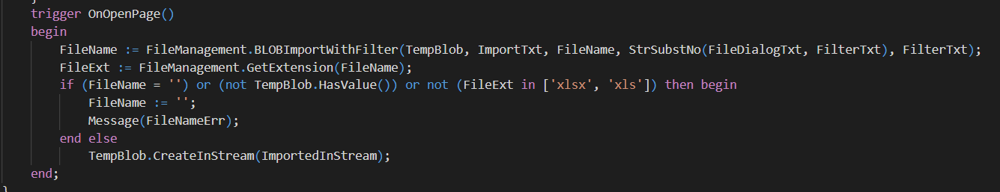 trigger OnOpenPage()
begin
FileName := FileManagement.BLOBImportWithFilter(TempBlob, ImportTxt, FileName, StrSubstNo(FileDialogTxt, FilterTxt), FilterTxt);
FileExt := FileManagement.GetExtension(FileName);
if (FileName = '') or (not TempBlob.HasValue()) or not (FileExt in ['xlsx', 'xls']) then begin
FileName := '';
Message(FileNameErr);
end else
TempBlob.CreateInStream(ImportedInStream);
end;